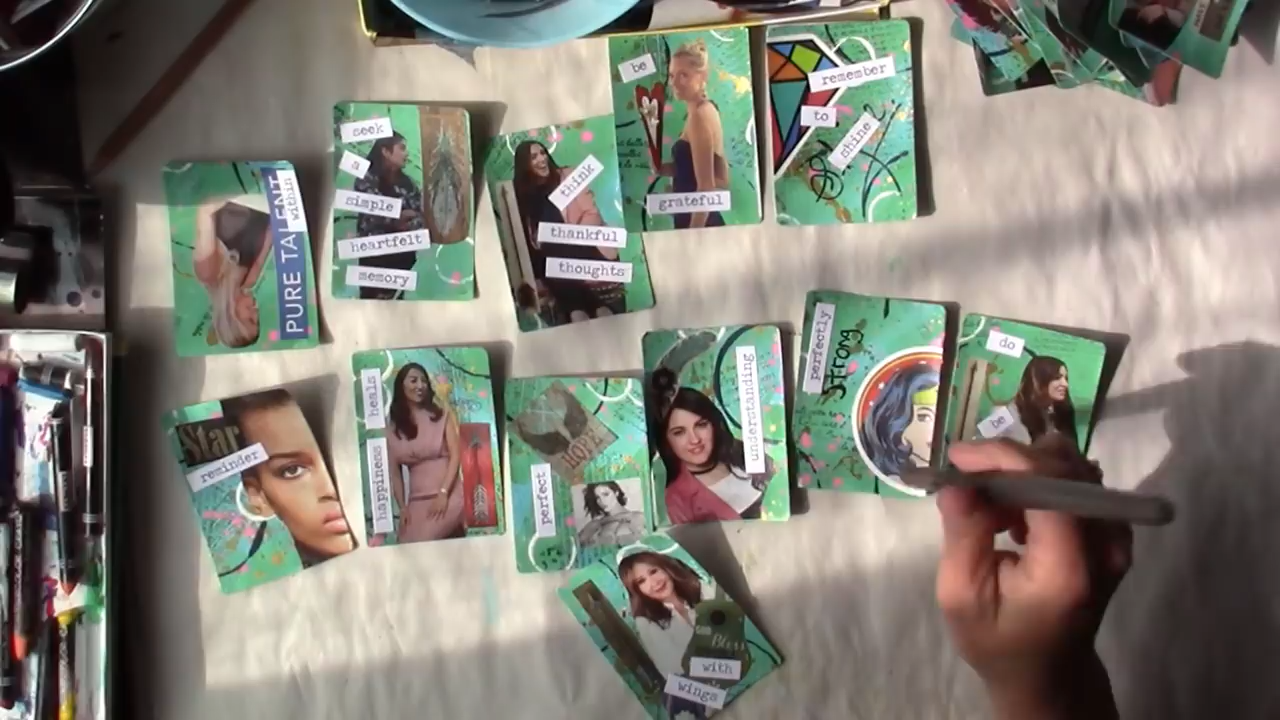 be
grateful
remember
to
shine
seek
a
simple
heartfelt
memory
think
thankful
thoughts
PURE TALENT
within
perfectly
strong
do
be
Star
reminder
heals
happiness
HOPE
perfect
understanding
Bless
with
wings